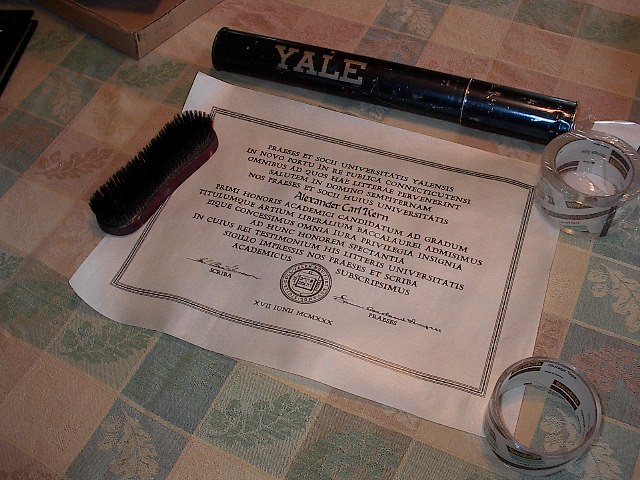 YALE
PRAESES ET SOCII UNIVERSITATIS YALENSIS
IN NOVO PORTU IN RE PUBLICA CONNECTICUTENSI
OMNIBUS AD QUOS HAE LITTERAE PERVENERINT
SALUTEM IN DOMINO SEMPITERNAM
NOS PRAESES ET SOCII HUIUS UNIVERSITATIS
Alexander Carl Kern
PRIMI HONORIS ACADEMICI CANDIDATUM AD GRADUM
TITULUMQUE ARTIUM LIBERALIUM BACCALAUREI ADMISIMUS
EIQUE CONCESSIMUS OMNIA IURA PRIVILEGIA INSIGNIA
AD HUNC HONOREM SPECTANTIA
IN CUIUS REI TESTIMONIUM HIS LITTERIS UNIVERSITATIS
SIGILLO IMPRESSIS NOS PRAESES ET SCRIBA
ACADEMICUS SUBSCRIPSIMUS
SCRIBA
PRAESES
XVII IUNII MCMXXX